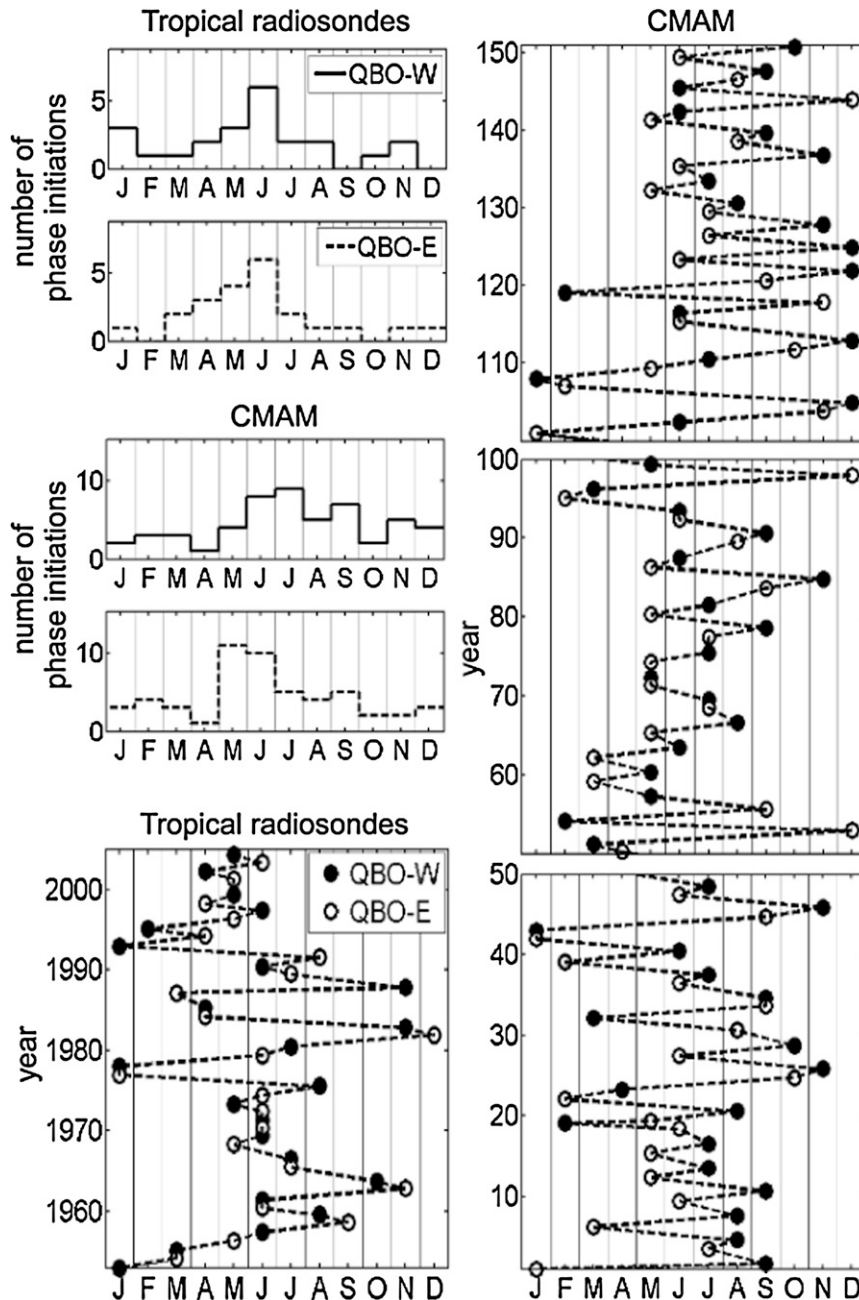 Tropical radiosondes
QBO-W
5
0
J F M A M J J A S O N D
number of
phase initiations
QBO-E
5
0
J F M A M J J A S O N D
CMAM
10
0
J F M A M J J A S O N D
number of
phase initiations
10
0
J F M A M J J A S O N D
Tropical radiosondes
QBO-W
QBO-E
2000
1990
1980
1970
1960
year
J F M A M J J A S O N D
CMAM
150
140
130
120
110
100
90
80
70
60
year
50
40
30
20
10
J F M A M J J A S O N D